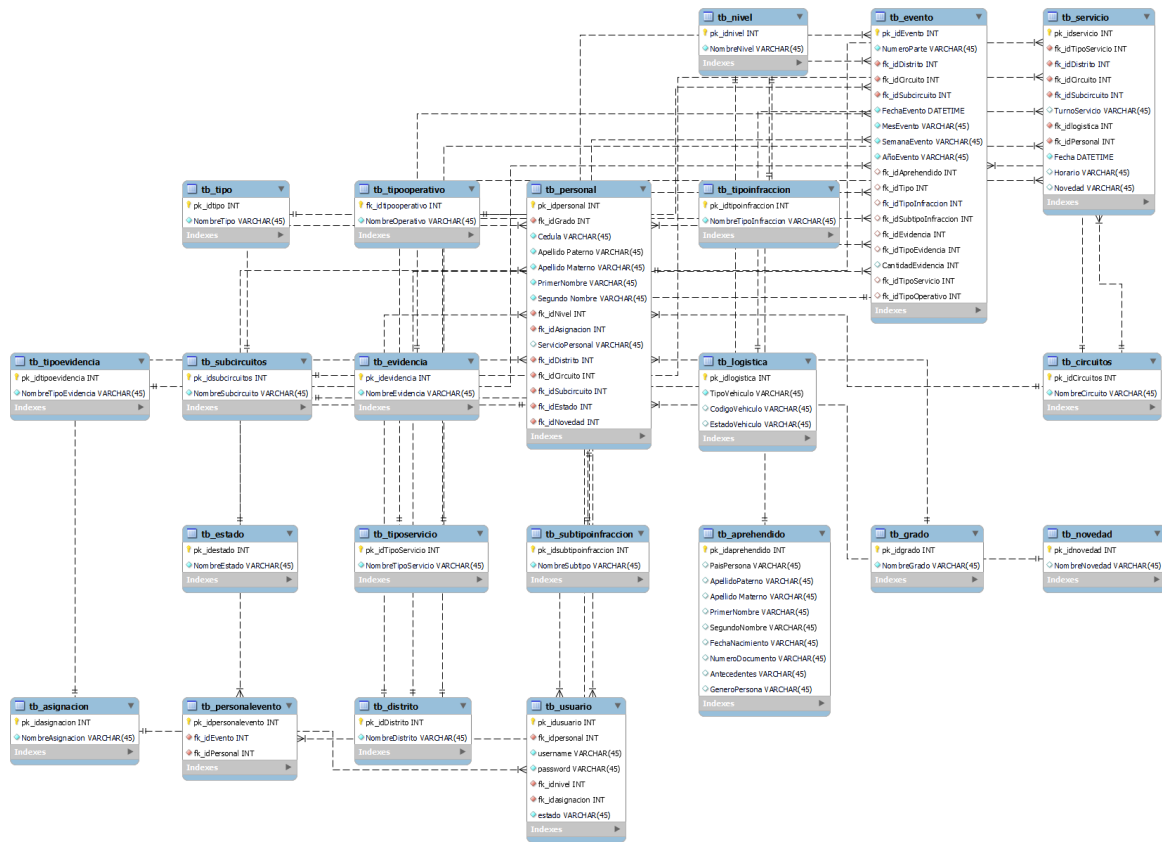 tb_nivel
pk_idnivel INT
NombreNivel VARCHAR(45)
Indexes
tb_evento
pk_idEvento INT
NumeroParte VARCHAR(45)
fk_idDistrito INT
fk_idCircuito INT
fk_idSubcircuito INT
FechaEvento DATETIME
MesEvento VARCHAR(45)
SemanaEvento VARCHAR(45)
AñoEvento VARCHAR(45)
fk_idAprehendido INT
fk_idTipo INT
fk_idTipoInfraccion INT
fk_idSubtipoInfraccion INT
fk_idEvidencia INT
fk_idTipoEvidencia INT
CantidadEvidencia VARCHAR(45)
fk_idTipoServicio INT
fk_idTipoOperativo INT
Indexes
tb_servicio
pk_idservicio INT
fk_idTipoServicio INT
fk_idDistrito INT
fk_idCircuito INT
fk_idSubcircuito INT
TurnoServicio VARCHAR(45)
fk_idlogistica INT
fk_idPersonal INT
Fecha DATETIME
Horario VARCHAR(45)
Novedad VARCHAR(45)
Indexes
tb_tipo
pk_idtipo INT
NombreTipo VARCHAR(45)
Indexes
tb_tipooperativo
fk_idtipooperativo INT
NombreOperativo VARCHAR(45)
Indexes
tb_personal
pk_idpersonal INT
fk_idGrado INT
Cedula VARCHAR(45)
Apellido Paterno VARCHAR(45)
Apellido Materno VARCHAR(45)
PrimerNombre VARCHAR(45)
Segundo Nombre VARCHAR(45)
fk_idNivel INT
fk_idAsignacion INT
ServicioPersonal VARCHAR(45)
fk_idDistrito INT
fk_idCircuito INT
fk_idSubcircuito INT
fk_idEstado INT
fk_idNovedad INT
Indexes
tb_tipoinfraccion
pk_idtipoinfraccion INT
NombreTipoInfraccion VARCHAR(45)
Indexes
tb_tipoevidencia
pk_idtipoevidencia INT
NombreTipoEvidencia VARCHAR(45)
Indexes
tb_subcircuitos
pk_idsubcircuitos INT
NombreSubcircuito VARCHAR(45)
Indexes
tb_evidencia
pk_idevidencia INT
NombreEvidencia VARCHAR(45)
Indexes
tb_logistica
pk_idlogistica INT
TipoVehiculo VARCHAR(45)
CodigoVehiculo VARCHAR(45)
EstadoVehiculo VARCHAR(45)
Indexes
tb_circuitos
pk_idCircuitos INT
NombreCircuito VARCHAR(45)
Indexes
tb_estado
pk_idestado INT
NombreEstado VARCHAR(45)
Indexes
tb_tiposervicio
pk_idTipoServicio INT
NombreTipoServicio VARCHAR(45)
Indexes
tb_subtipoinfraccion
pk_idsubtipoinfraccion INT
NombreSubtipo VARCHAR(45)
Indexes
tb_aprehendido
pk_idaprehendido INT
PaisPersona VARCHAR(45)
ApellidoPaterno VARCHAR(45)
Apellido Materno VARCHAR(45)
PrimerNombre VARCHAR(45)
SegundoNombre VARCHAR(45)
FechaNacimiento VARCHAR(45)
NumeroDocumento VARCHAR(45)
Antecedentes VARCHAR(45)
GeneroPersona VARCHAR(45)
Indexes
tb_grado
pk_idgrado INT
NombreGrado VARCHAR(45)
Indexes
tb_novedad
pk_idnovedad INT
NombreNovedad VARCHAR(45)
Indexes
tb_asignacion
pk_idasignacion INT
NombreAsignacion VARCHAR(45)
Indexes
tb_personalevento
pk_idpersonalevento INT
fk_idEvento INT
fk_idPersonal INT
Indexes
tb_distrito
pk_idDistrito INT
NombreDistrito VARCHAR(45)
Indexes
tb_usuario
pk_idusuario INT
fk_idpersonal INT
username VARCHAR(45)
password VARCHAR(45)
fk_idnivel INT
fk_idasignacion INT
estado VARCHAR(45)
Indexes